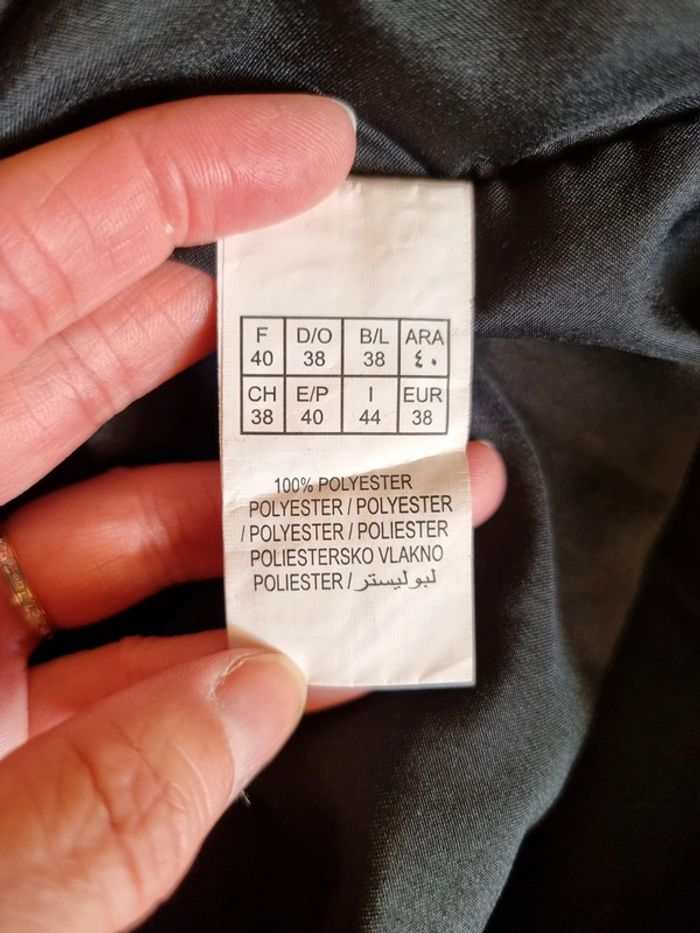 F D/O B/L ARA
40 38 38 ٤٠
CH E/P I EUR
38 40 44 38
100% POLYESTER
POLYESTER / POLYESTER
/ POLYESTER / POLIESTER
POLIESTERSKO VLAKNO
POLIESTER / لبوليستر